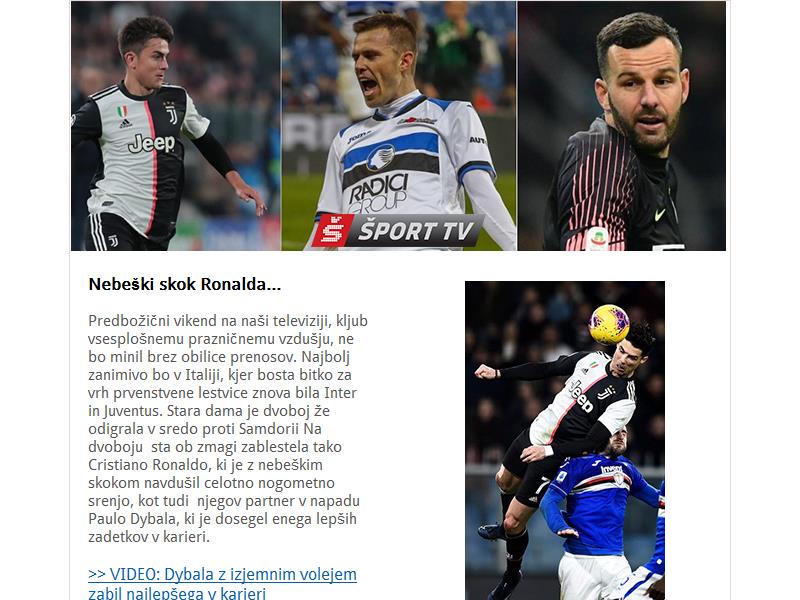 Jeep
RADICI
GROUP
ŠPORT TV
Nebeški skok Ronalda...
Predbožični vikend na naši televiziji, kljub
vsesplošnemu prazničnemu vzdušju, ne
bo minil brez obilice prenosov. Najbolj
zanimivo bo v Italiji, kjer bosta bitko za
vrh prvenstvene lestvice znova bila Inter
in Juventus. Stara dama je dvoboj že
odigrala v sredo proti Samdorii Na
dvoboju  sta ob zmagi zablestela tako
Cristiano Ronaldo, ki je z nebeškim
skokom navdušil celotno nogometno
srenjo, kot tudi  njegov partner v napadu
Paulo Dybala, ki je dosegel enega lepših
zadetkov v karieri.
>> VIDEO: Dybala z izjemnim volejem
zabil najlepšega v karieri
Jeep
7